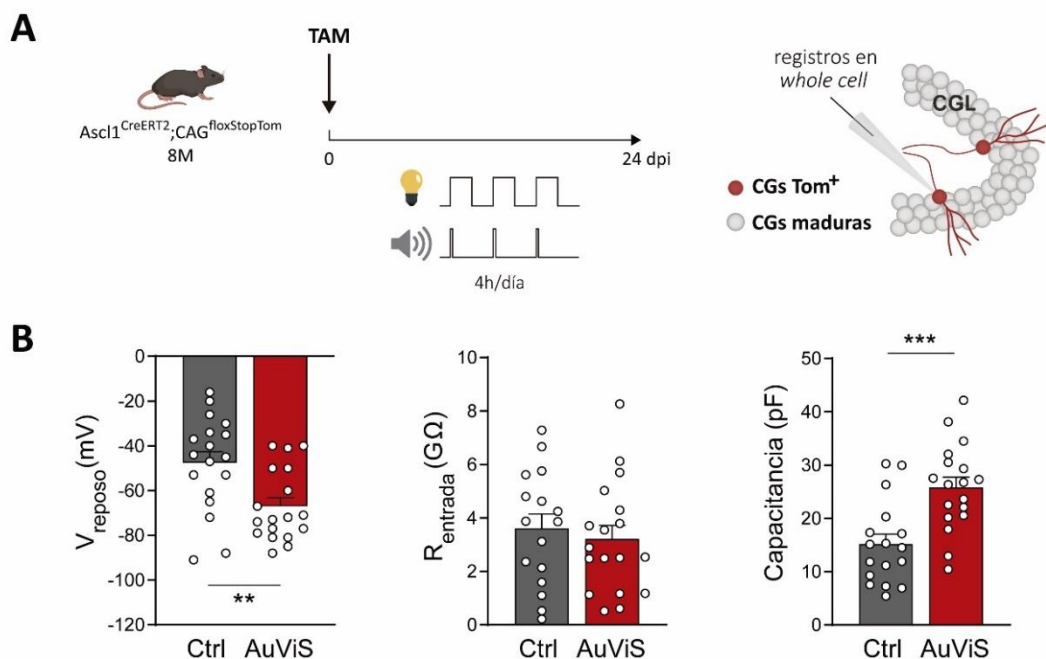 A
TAM
Ascl1CreERT2;CAGfloxStopTom
8M
0
24 dpi
4h/día
registros en
whole cell
CGL
CGs Tom+
CGs maduras
B
0
-20
-40
-60
-80
-100
-120
Vreposo(mV)
**
Ctrl AuViS
10
8
6
4
2
0
Rentrada(GΩ)
Ctrl AuViS
***
50
40
30
20
10
0
Capacitancia (pF)
Ctrl AuViS